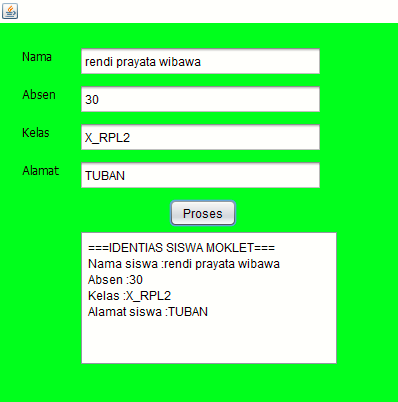 Nama
rendi prayata wibawa
Absen
30
Kelas
X_RPL2
Alamat
TUBAN
Proses
===IDENTIAS SISWA MOKLET===
Nama siswa :rendi prayata wibawa
Absen :30
Kelas :X_RPL2
Alamat siswa :TUBAN